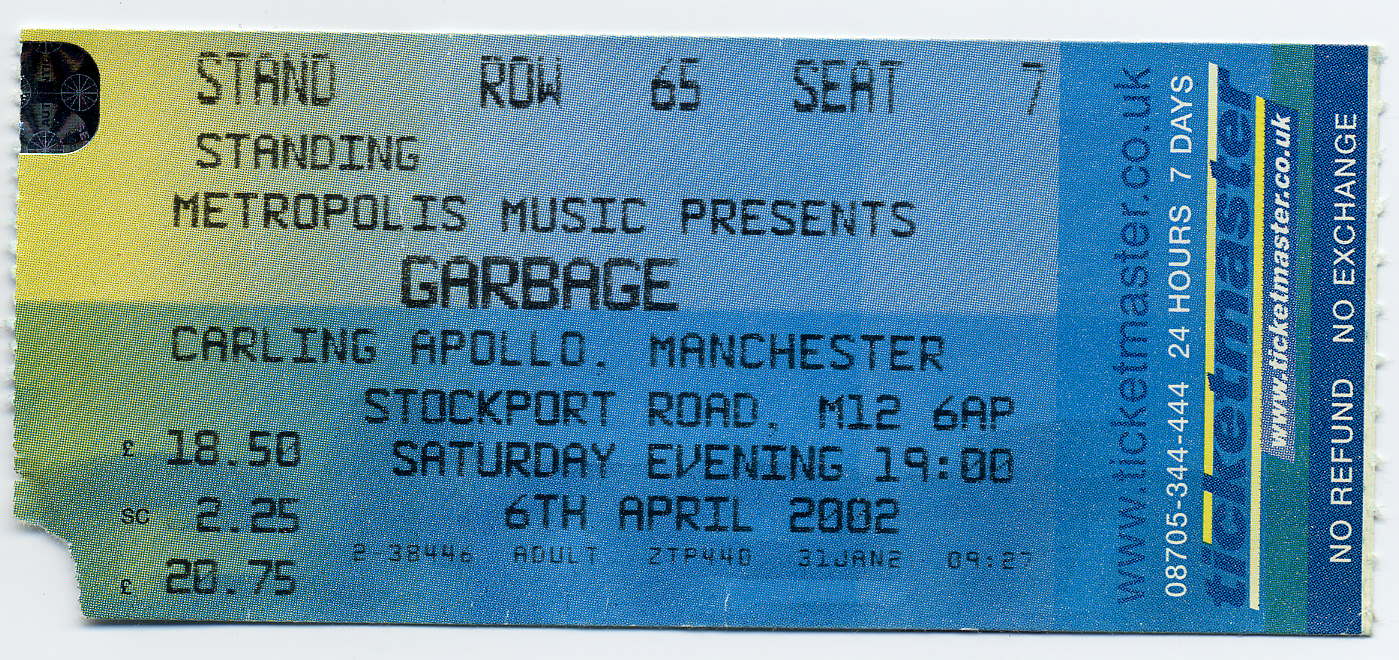 STAND ROW 65 SEAT 7
STANDING
METROPOLIS MUSIC PRESENTS
GARBAGE
CARLING APOLLO, MANCHESTER
STOCKPORT ROAD, M12 6AP
£ 18.50 SATURDAY EVENING 19:00
SC 2.25 6TH APRIL 2002
2-38446 ADULT ZTP440 31JAN2 09:27
£ 20.75
www.ticketmaster.co.uk
08705-344-444 24 HOURS 7 DAYS
ticketmaster
www.ticketmaster.co.uk
NO REFUND NO EXCHANGE